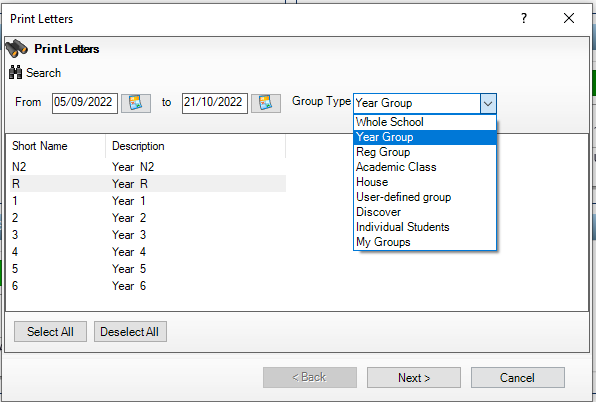 Print Letters
?
Print Letters
Search
From 05/09/2022 to 21/10/2022 Group Type Year Group
Whole School
Year Group
Reg Group
Academic Class
House
User-defined group
Discover
Individual Students
My Groups
Short Name Description
N2 Year N2
R Year R
1 Year 1
2 Year 2
3 Year 3
4 Year 4
5 Year 5
6 Year 6
Select All Deselect All
< Back Next > Cancel